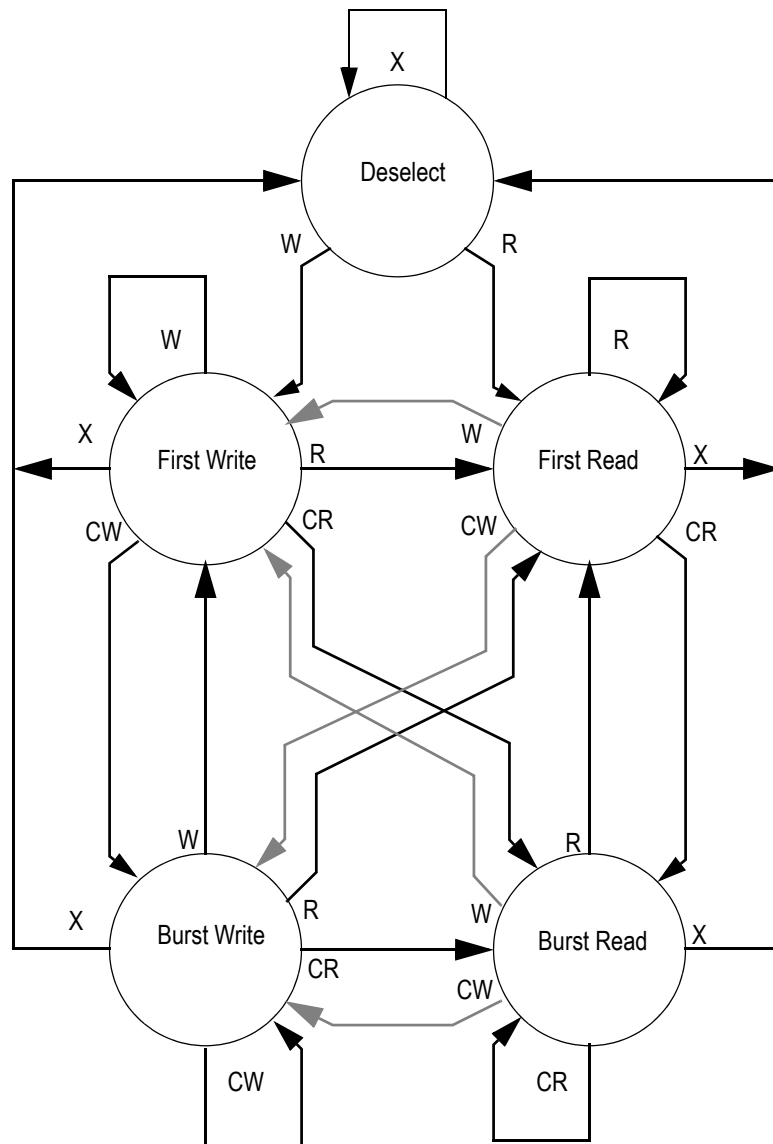 X
Deselect
W
R
W
R
X
First Write
R
W
First Read
X
CW
CR
CW
CR
W
R
X
Burst Write
R
W
Burst Read
X
CR
CW
CW
CR